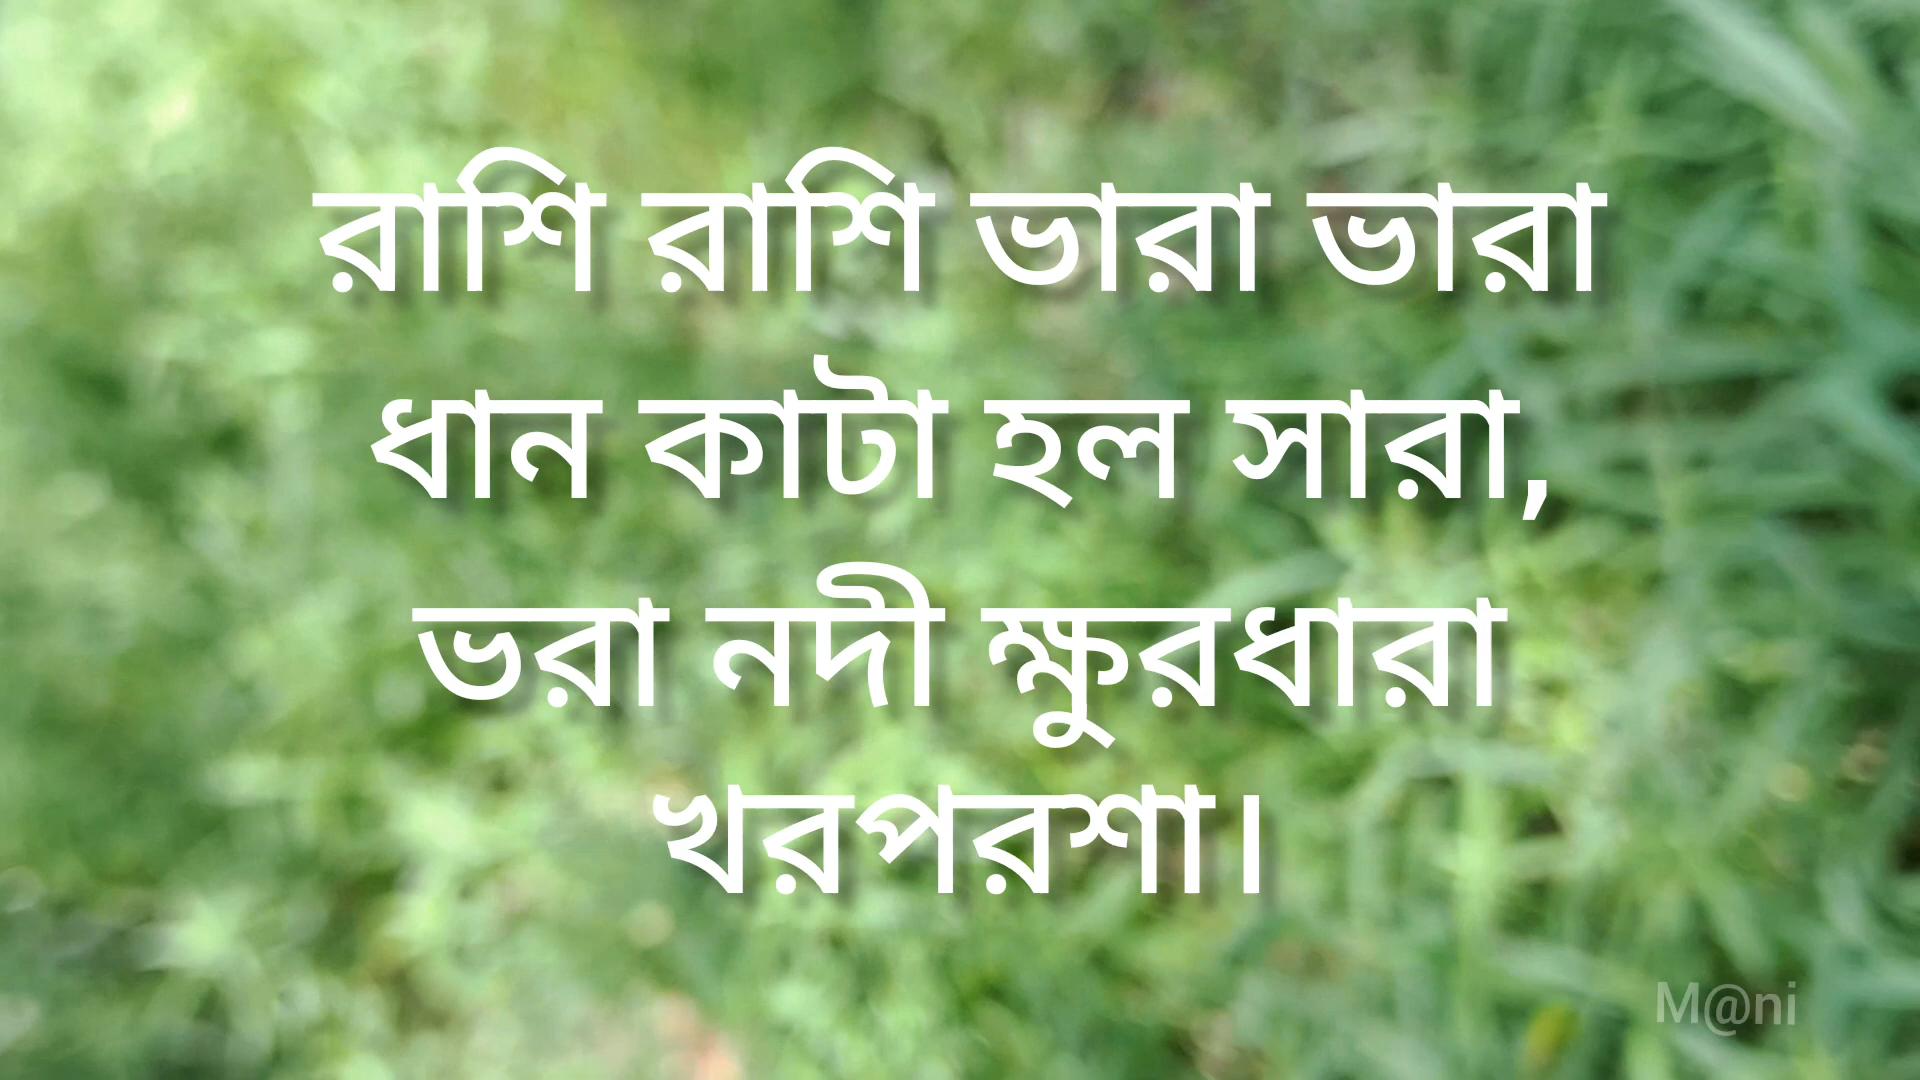 রাশি রাশি ভারা ভারা
ধান কাটা হল সারা,
ভরা নদী ক্ষুরধারা
খরপরশা।
M@ni